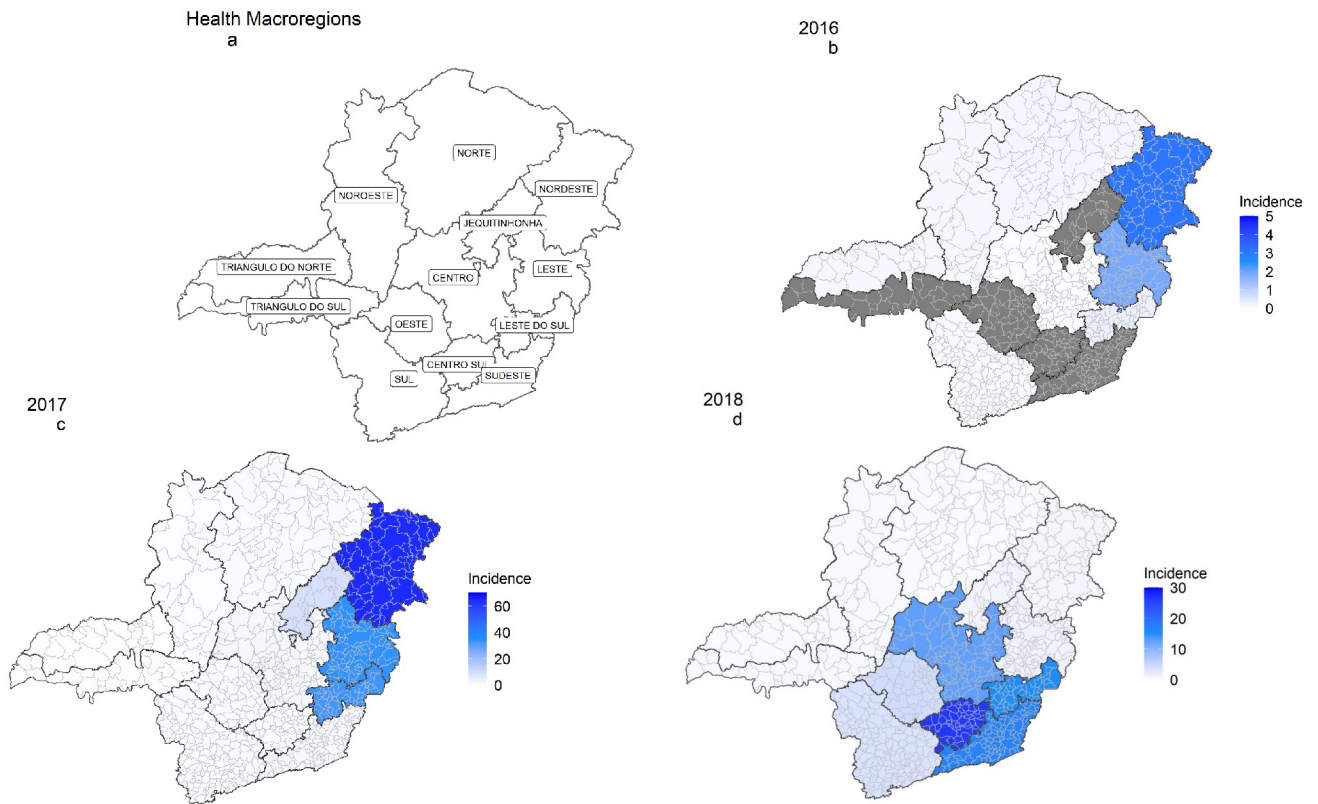 Health Macroregions
a
NORTE
NOROESTE
NORDESTE
JEQUITINHONHA
TRIANGULO DO NORTE
CENTRO
LESTE
TRIANGULO DO SUL
OESTE
LESTE DO SUL
CENTRO SUL
SUL
SUDESTE
2016
b
Incidence
5
4
3
2
1
0
2017
c
Incidence
60
40
20
0
2018
d
Incidence
30
20
10
0